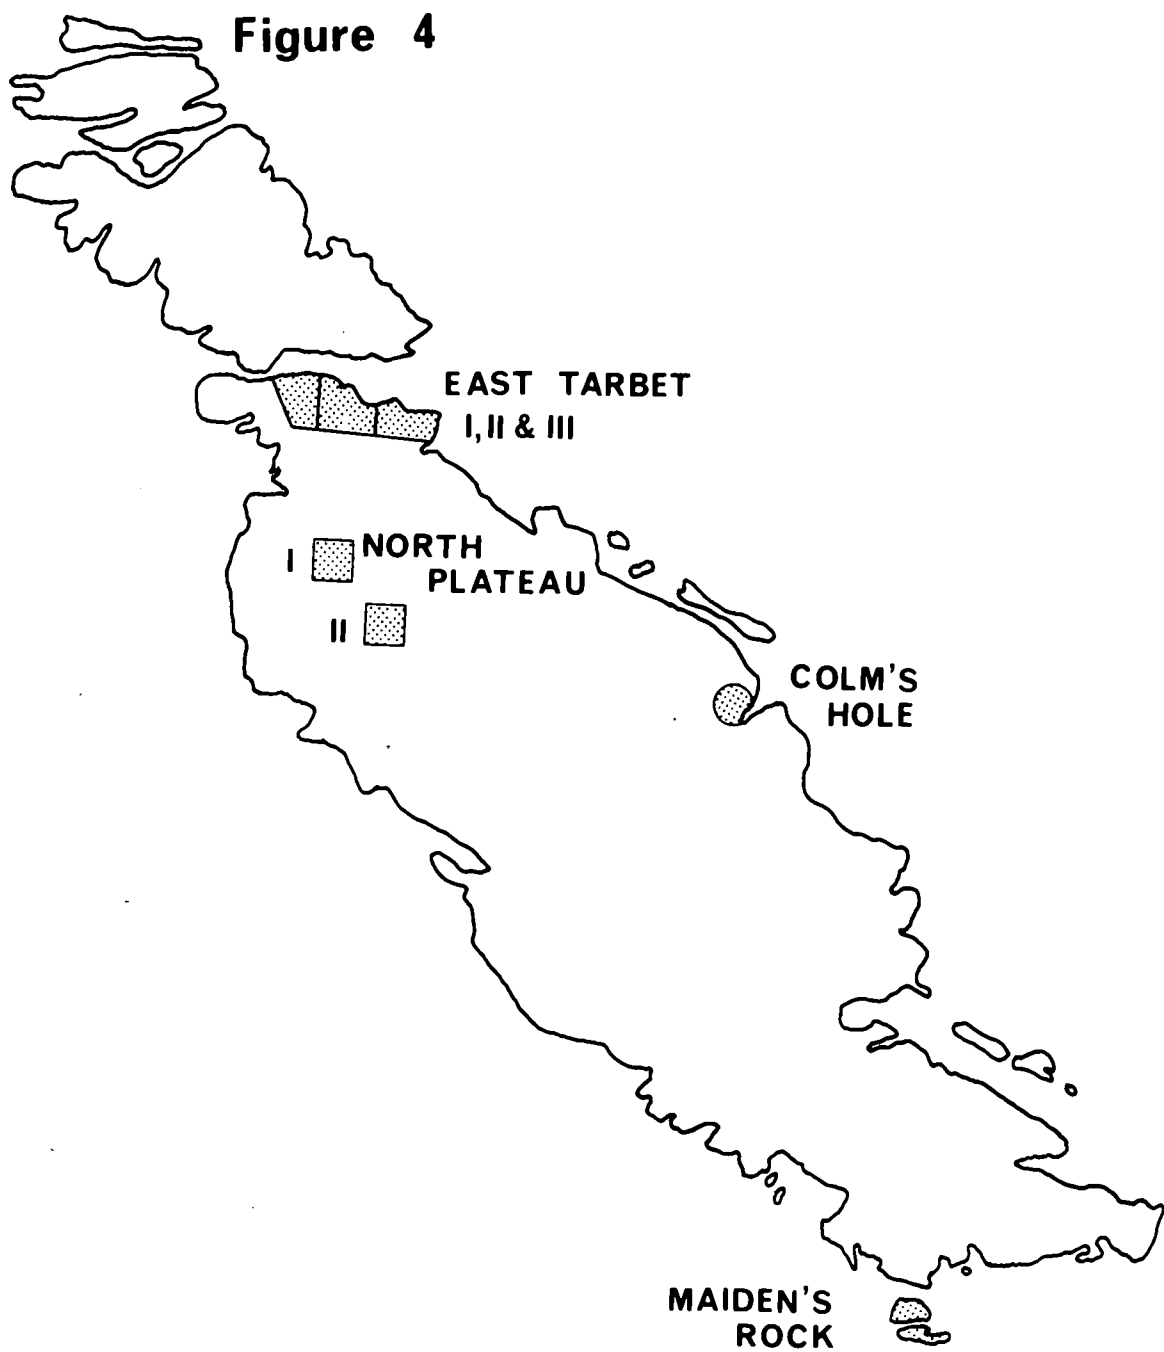 Figure 4
EAST TARBET
I, II & III
I
NORTH
PLATEAU
II
COLM'S
HOLE
MAIDEN'S
ROCK